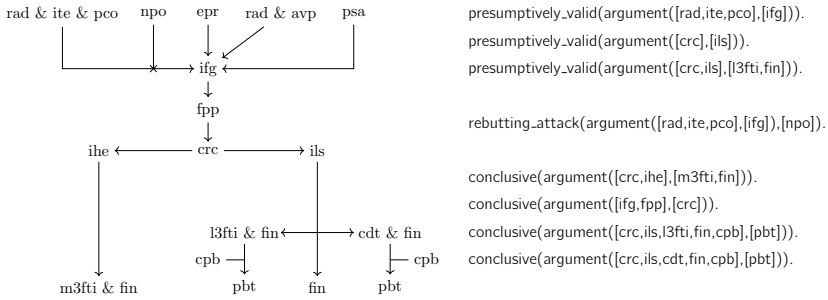 rad & ite & pco npo epr rad & avp psa
ifg
fpp
ihe crc ils
l3fti & fin cdt & fin
cpb cpb
m3fti & fin pbt fin pbt
presumptively_valid(argument([rad,ite,pco],[ifg])).
presumptively_valid(argument([crc],[ils])).
presumptively_valid(argument([crc,ils],[l3fti,fin])).
rebutting_attack(argument([rad,ite,pco],[ifg]),[npo]).
conclusive(argument([crc,ihe],[m3fti,fin])).
conclusive(argument([ifg,fpp],[crc])).
conclusive(argument([crc,ils,l3fti,fin,cpb],[pbt])).
conclusive(argument([crc,ils,cdt,fin,cpb],[pbt])).